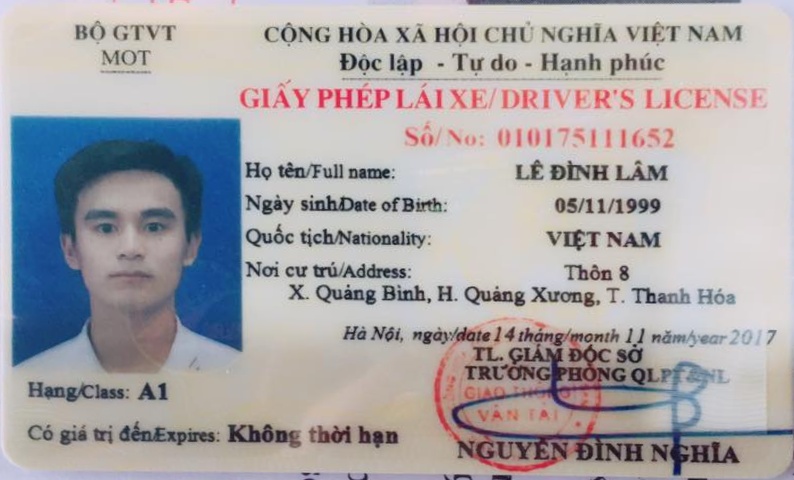 BỘ GTVT
MOT
CỘNG HÒA XÃ HỘI CHỦ NGHĨA VIỆT NAM
Độc lập - Tự do - Hạnh phúc
GIẤY PHÉP LÁI XE/ DRIVER'S LICENSE
Số/ No: 010175111652
Họ tên/Full name: LÊ ĐÌNH LÂM
Ngày sinh/Date of Birth: 05/11/1999
Quốc tịch/Nationality: VIỆT NAM
Nơi cư trú/Address: Thôn 8
X. Quảng Bình, H. Quảng Xương, T. Thanh Hóa
Hà Nội, ngày/date 14 tháng/month 11 năm/year 2017
TL. GIÁM ĐỐC SỞ
TRƯỞNG PHÒNG QLPT&NL
GIAO THÔNG
VẬN TẢI
NGUYỄN ĐÌNH NGHĨA
Hạng/Class: A1
Có giá trị đến/Expires: Không thời hạn